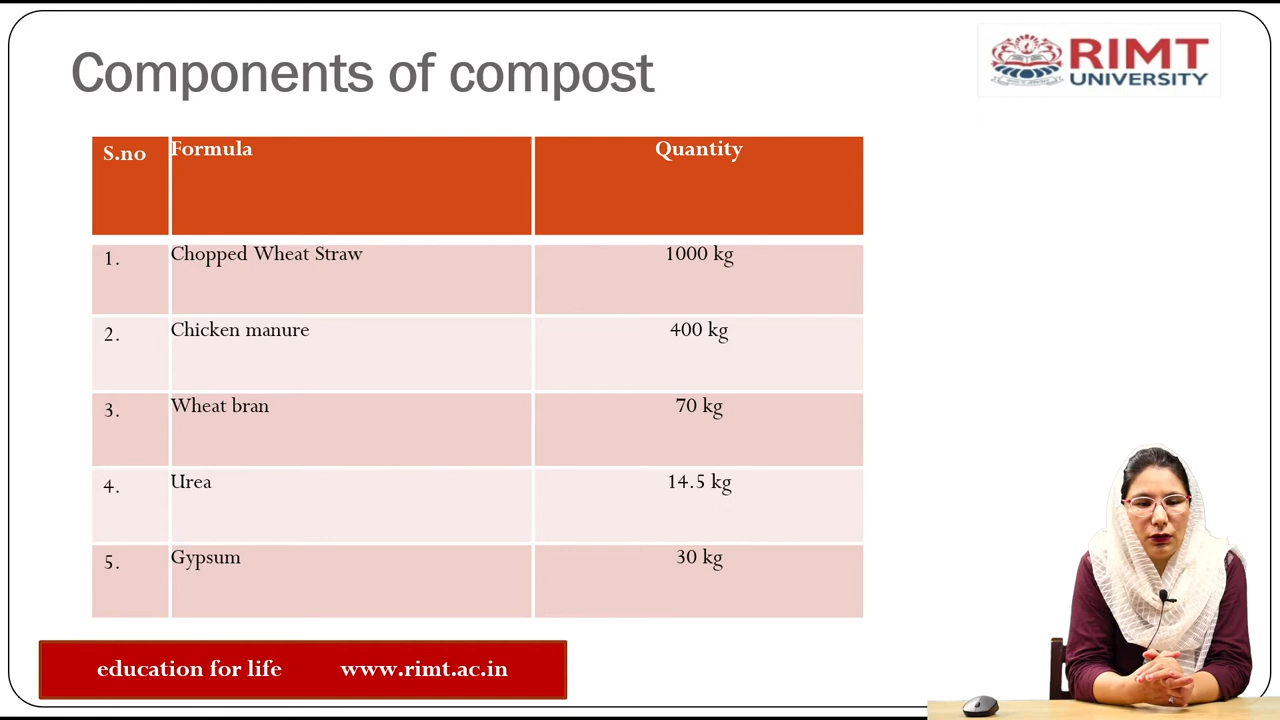 Components of compost
RIMT
UNIVERSITY
S.no Formula Quantity
1. Chopped Wheat Straw 1000 kg
2. Chicken manure 400 kg
3. Wheat bran 70 kg
4. Urea 14.5 kg
5. Gypsum 30 kg
education for life www.rimt.ac.in